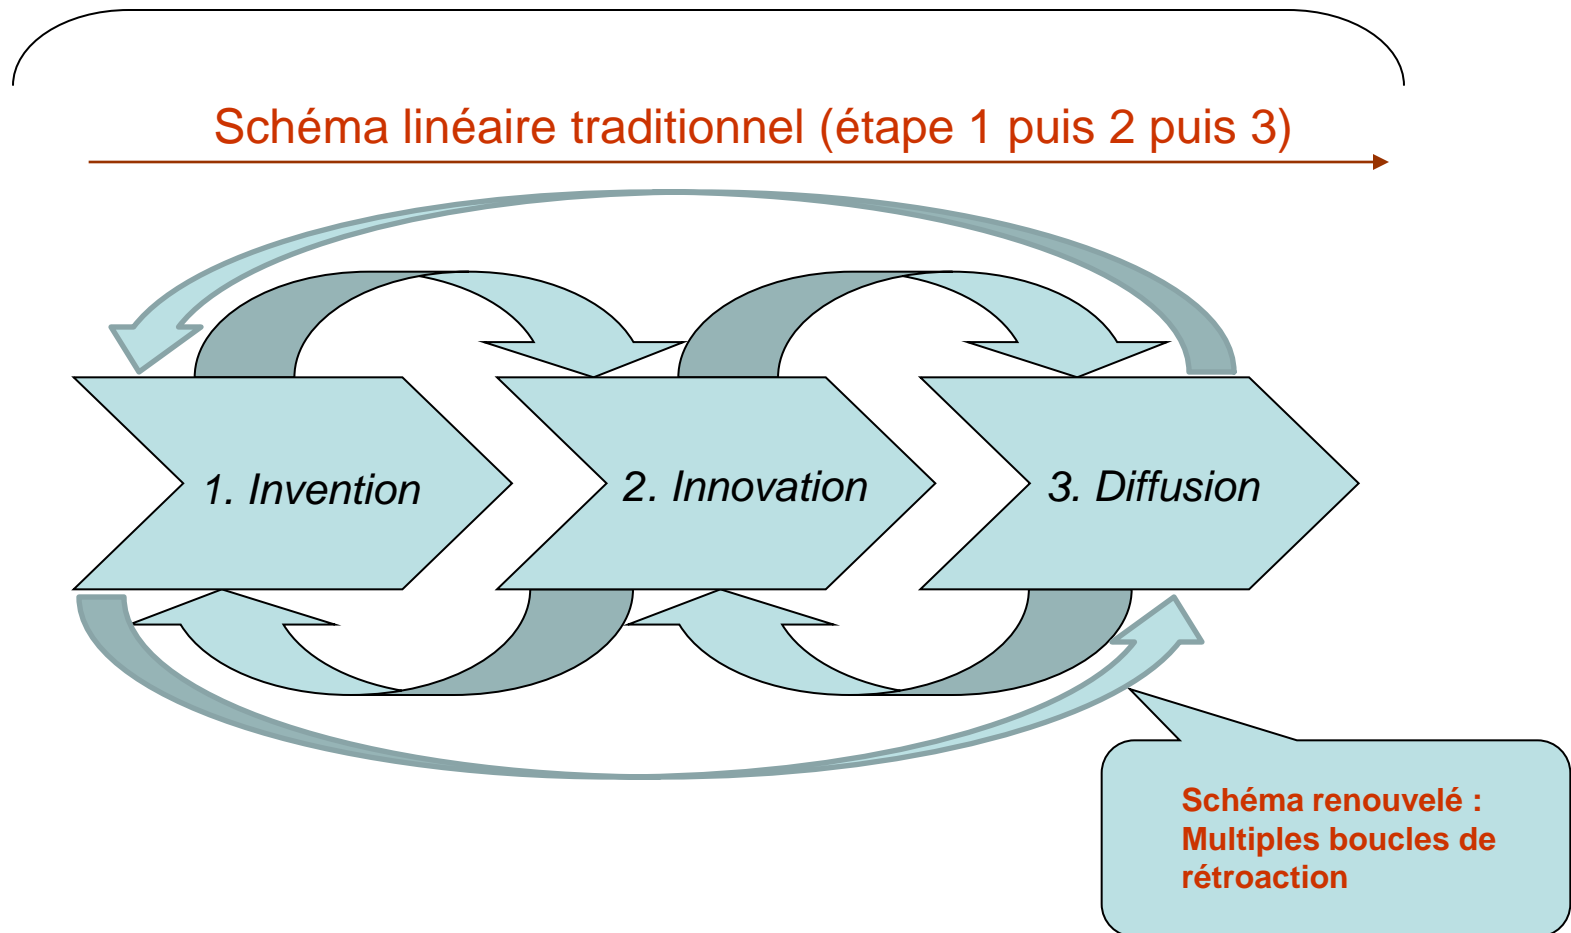 Schéma linéaire traditionnel (étape 1 puis 2 puis 3)
1. Invention
2. Innovation
3. Diffusion
Schéma renouvelé :
Multiples boucles de
rétroaction